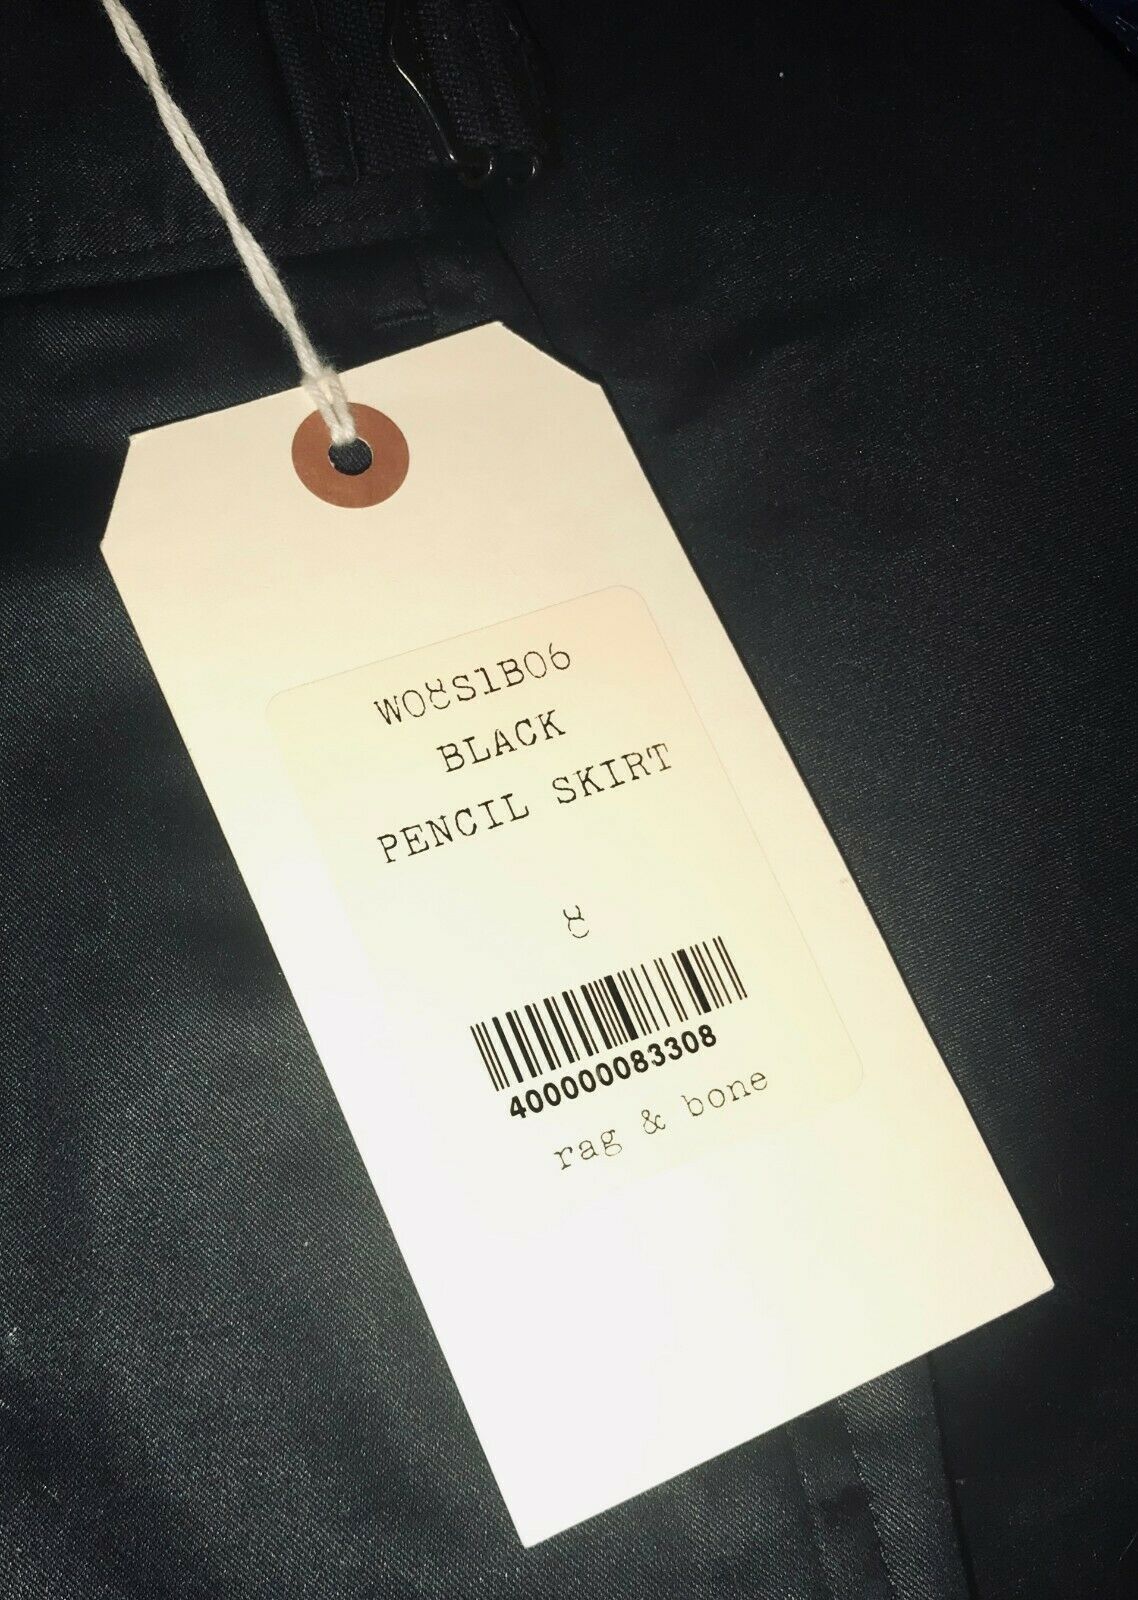 W08S1B06
BLACK
PENCIL SKIRT
8
400000083308
rag & bone